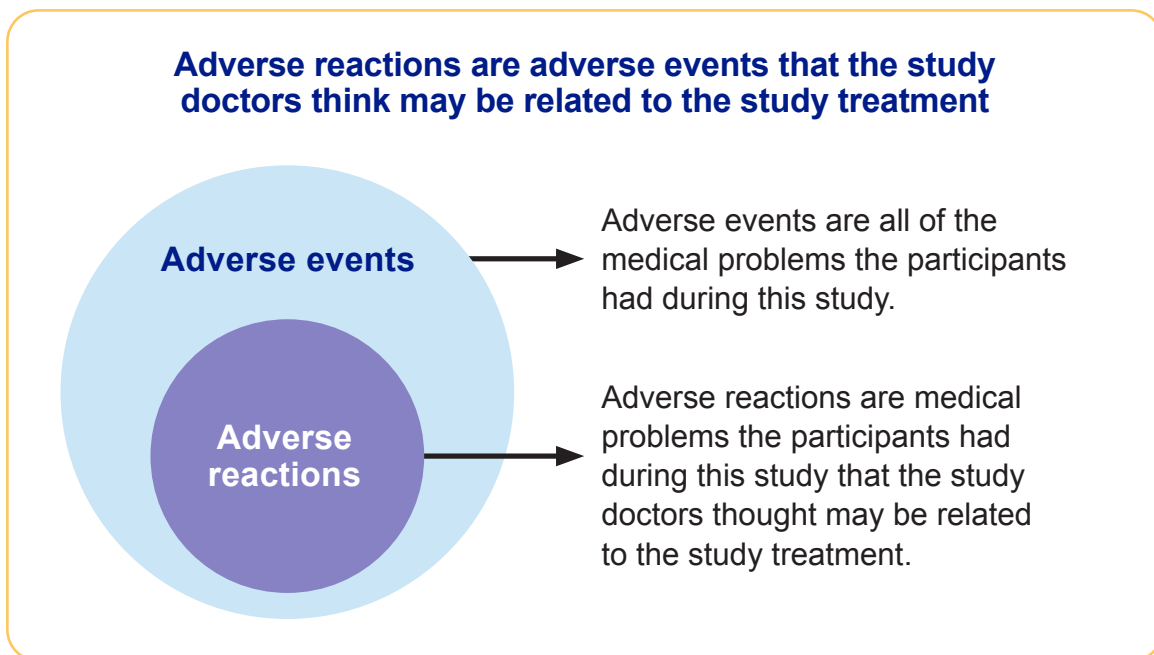 Adverse reactions are adverse events that the study
doctors think may be related to the study treatment
Adverse events
Adverse events are all of the
medical problems the participants
had during this study.
Adverse
reactions
Adverse reactions are medical
problems the participants had
during this study that the study
doctors thought may be related
to the study treatment.